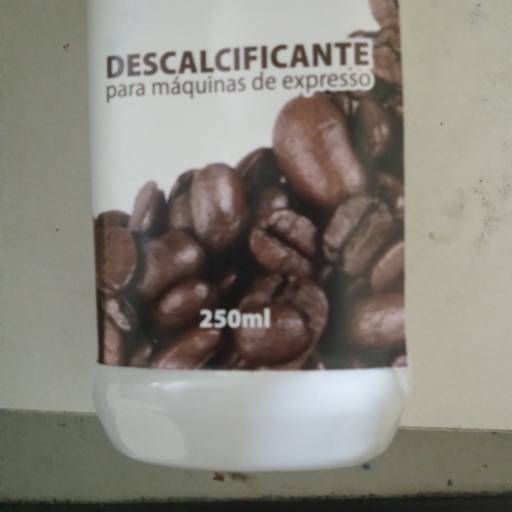 DESCALCIFICANTE
para máquinas de expresso
250ml